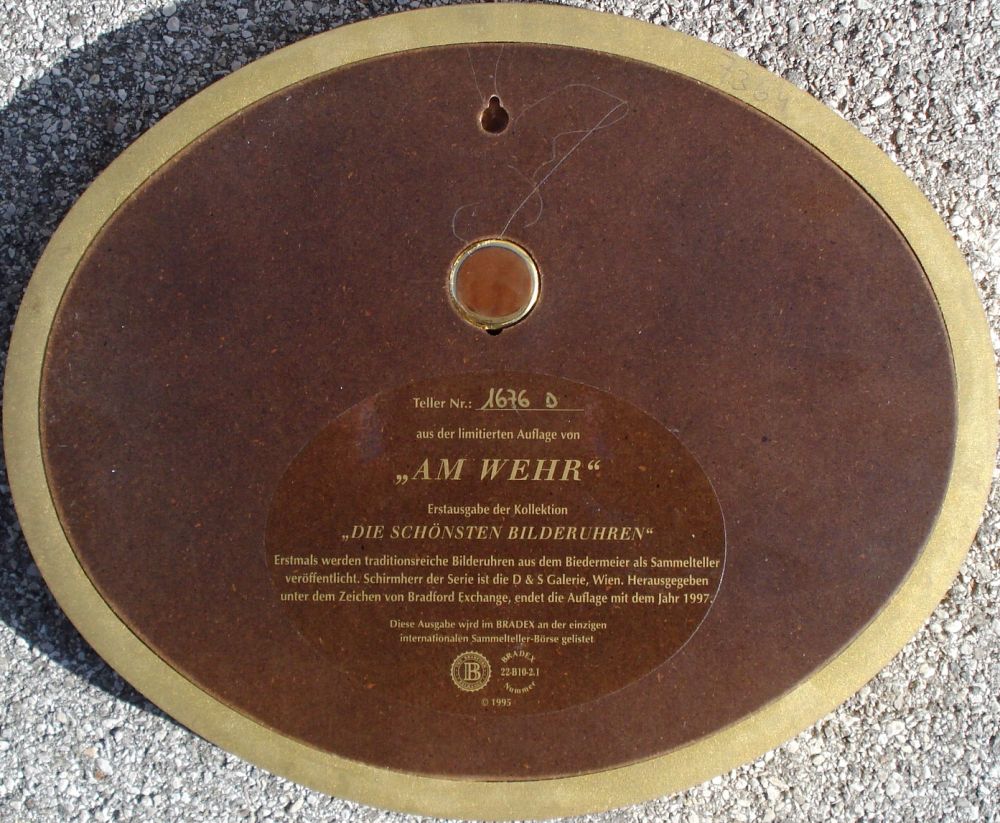 7301
Teller Nr.: 1676 D
aus der limitierten Auflage von
„AM WEHR“
Erstausgabe der Kollektion
„DIE SCHÖNSTEN BILDERUHREN“
Erstmals werden traditionsreiche Bilderuhren aus dem Biedermeier als Sammelteller
veröffentlicht. Schirmherr der Serie ist die D & S Galerie, Wien. Herausgegeben
unter dem Zeichen von Bradford Exchange, endet die Auflage mit dem Jahr 1997.
Diese Ausgabe wird im BRADEX an der einzigen
internationalen Sammelteller-Börse gelistet
B
BRADEX
22-B10-2.1
Nummer
© 1995